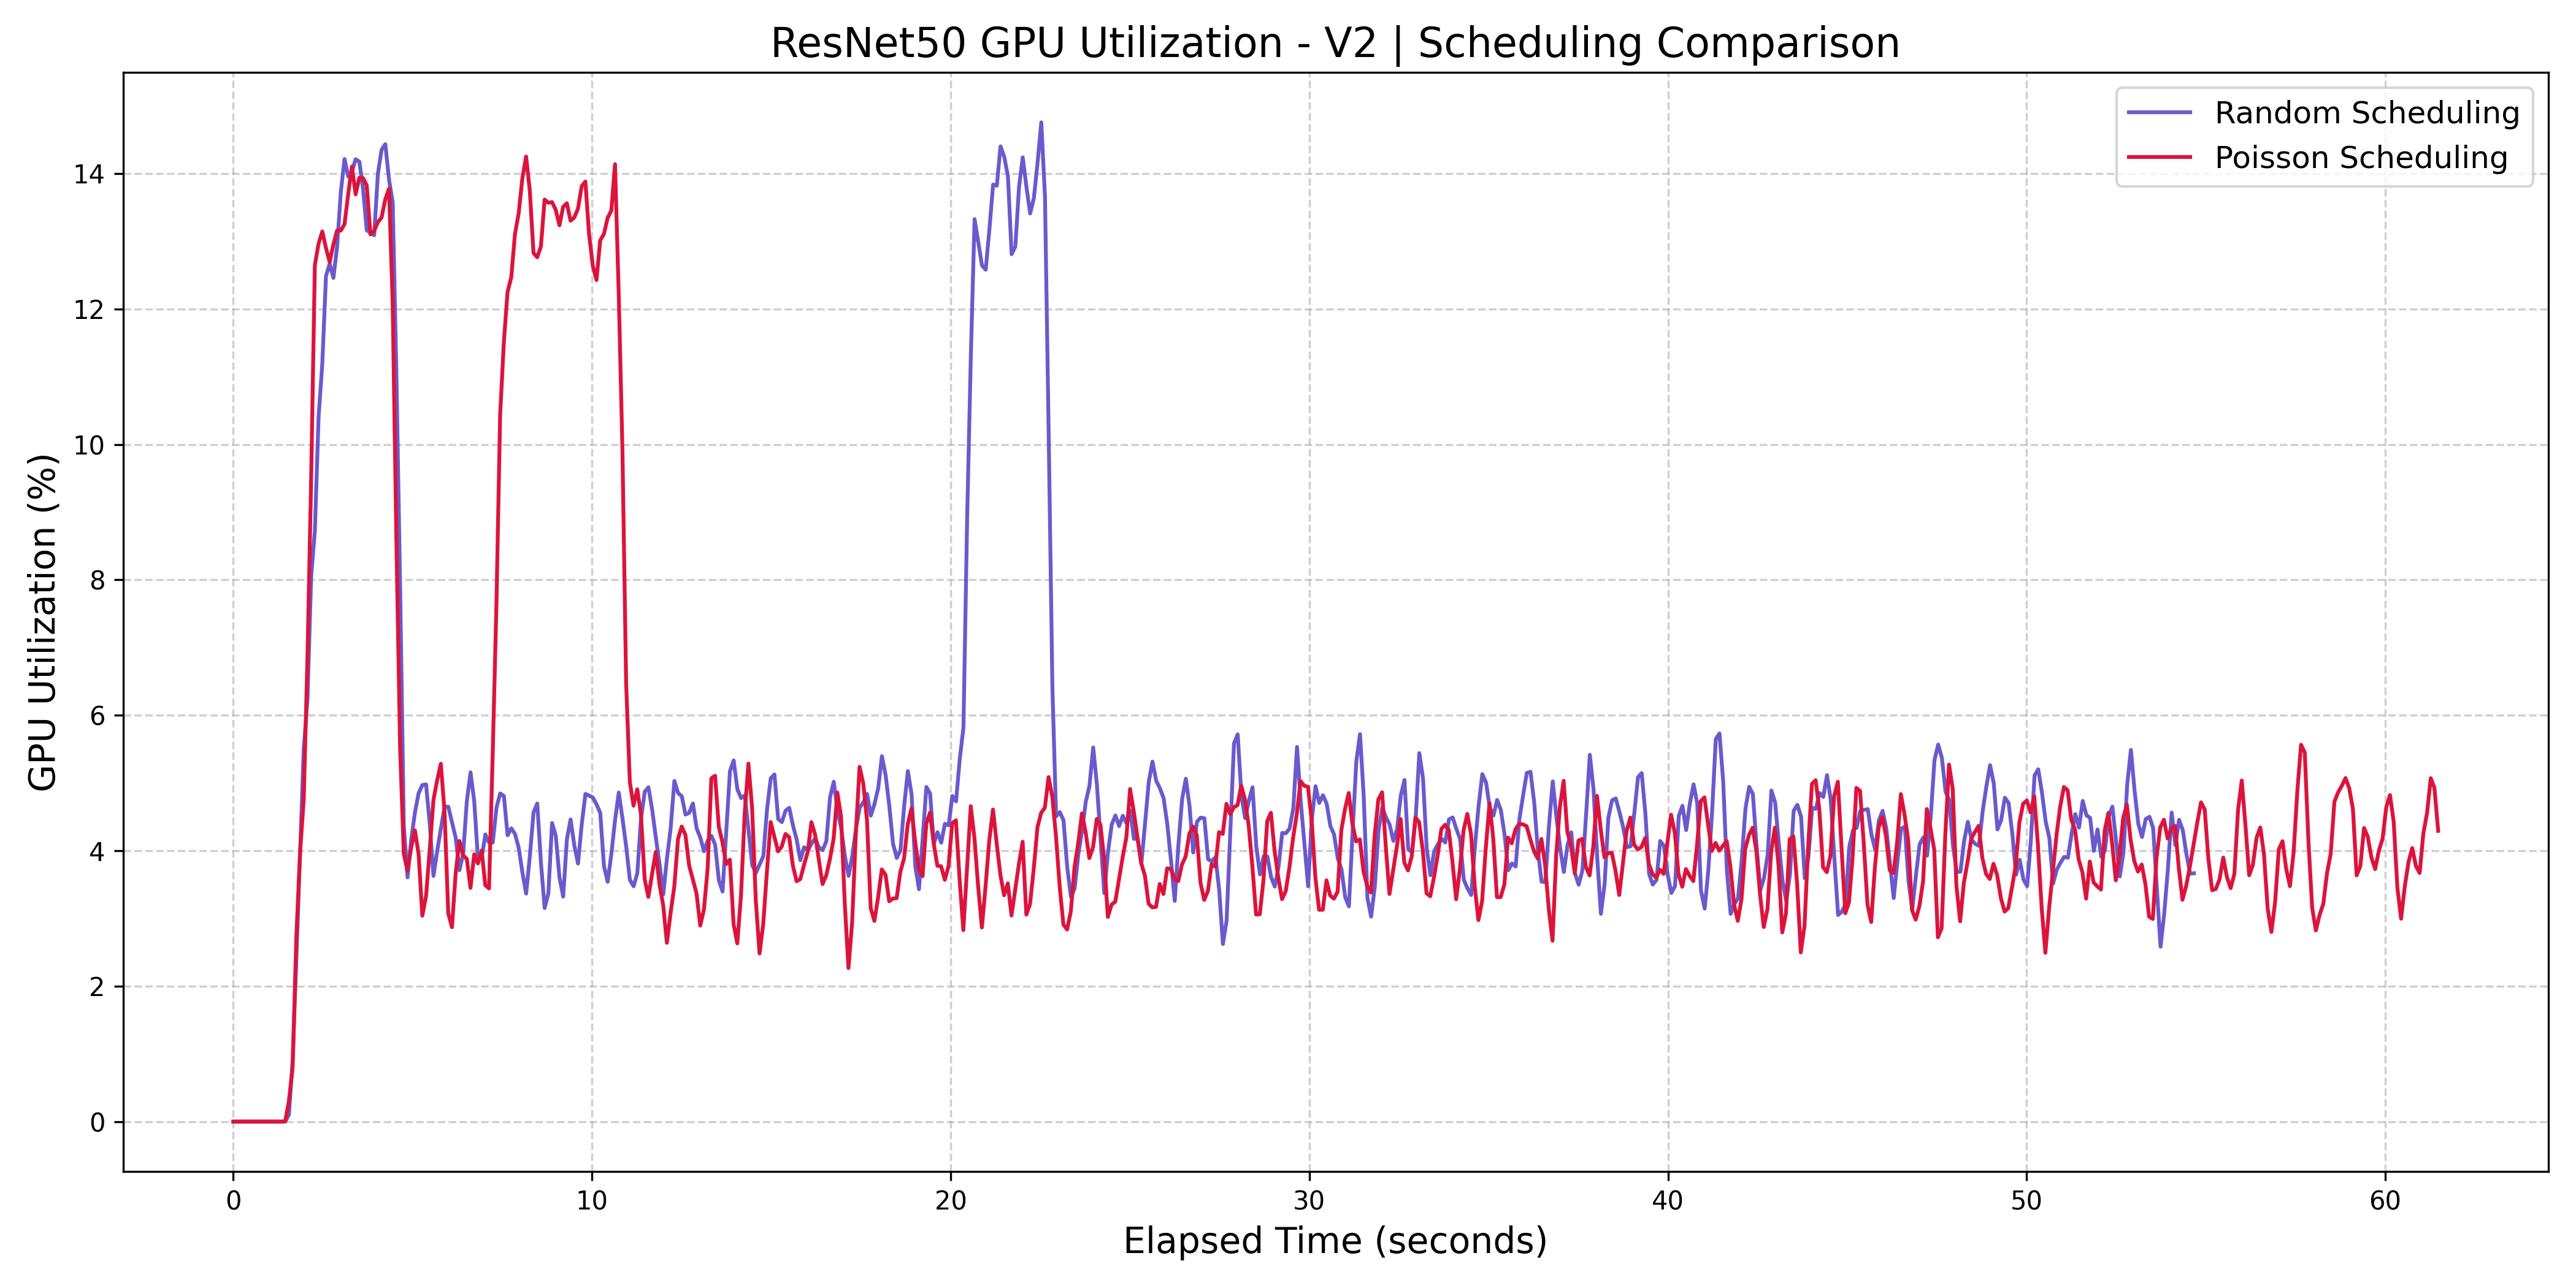 ResNet50 GPU Utilization - V2 | Scheduling Comparison
Random Scheduling
Poisson Scheduling
GPU Utilization (%)
14
12
10
8
6
4
2
0
0 10 20 30 40 50 60
Elapsed Time (seconds)